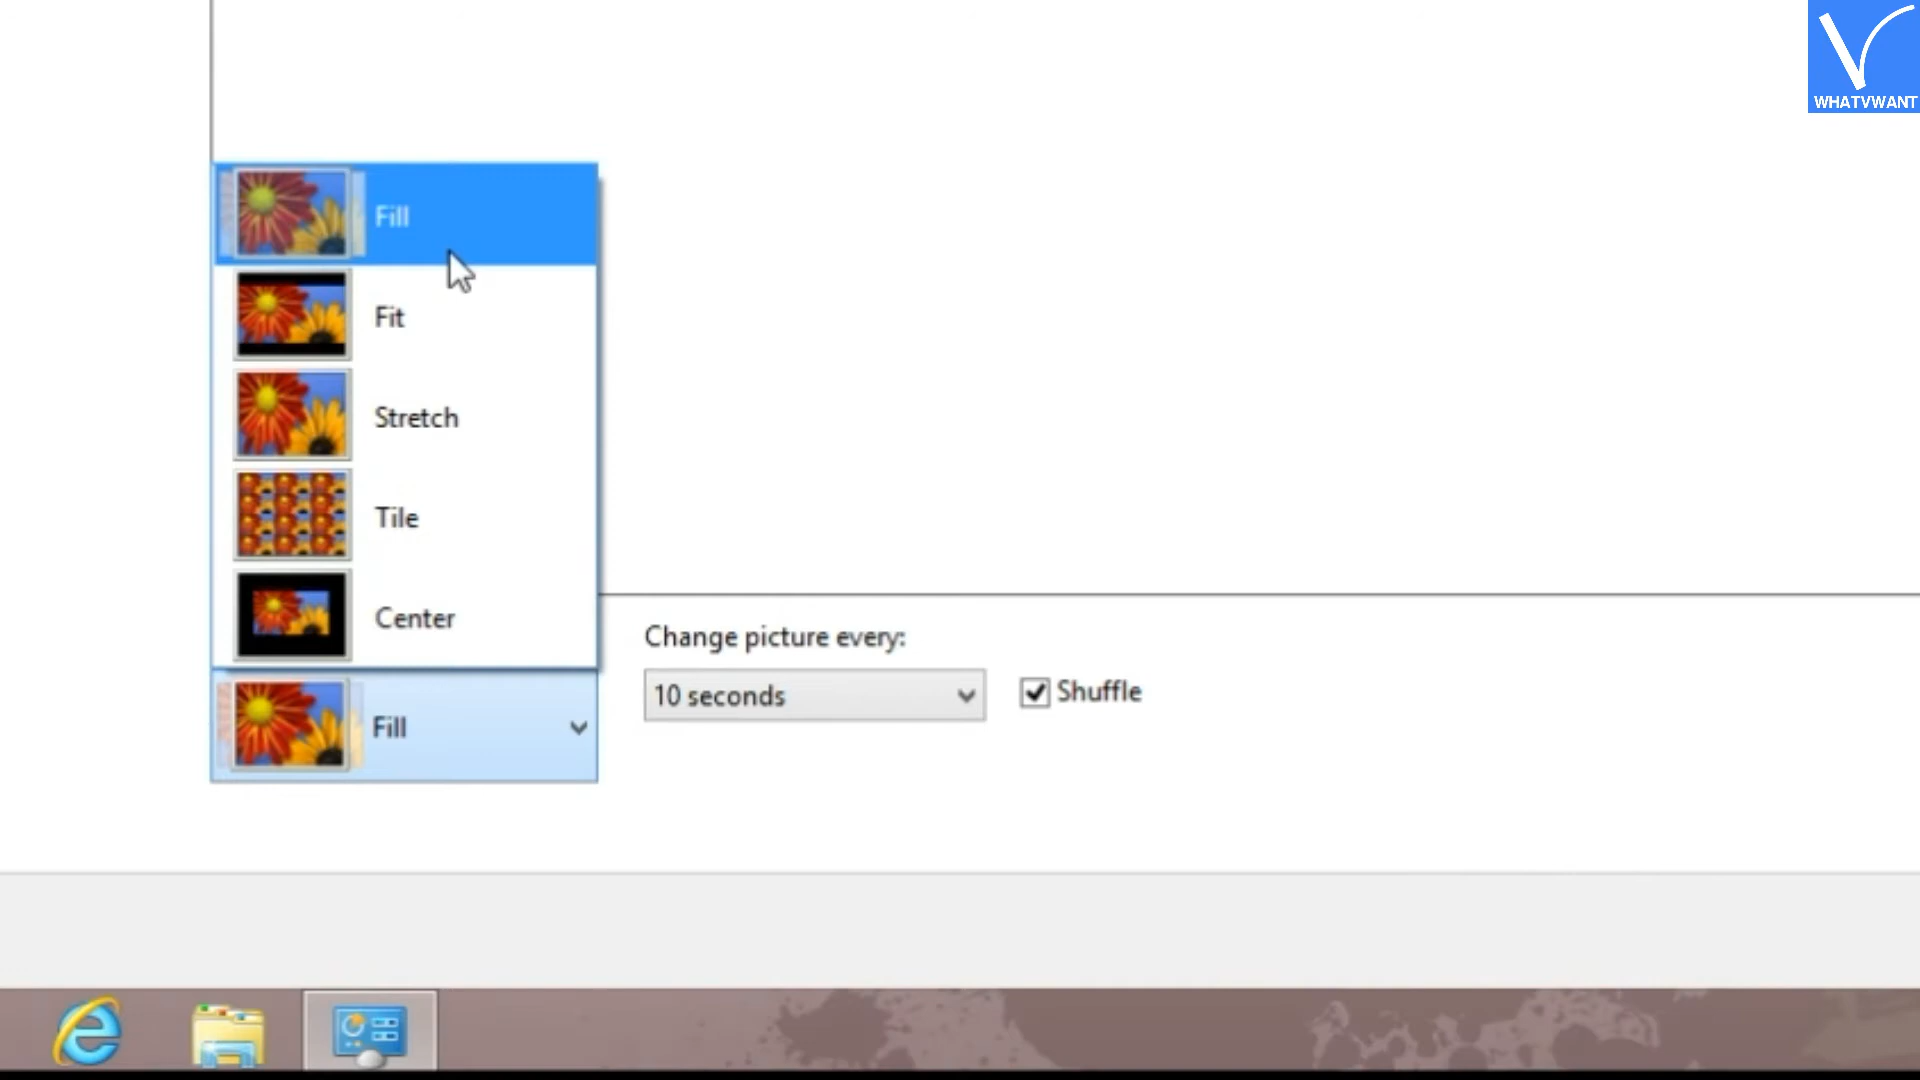 WHATVWANT
Fill
Fit
Stretch
Tile
Center
Change picture every:
10 seconds
Shuffle
Fill